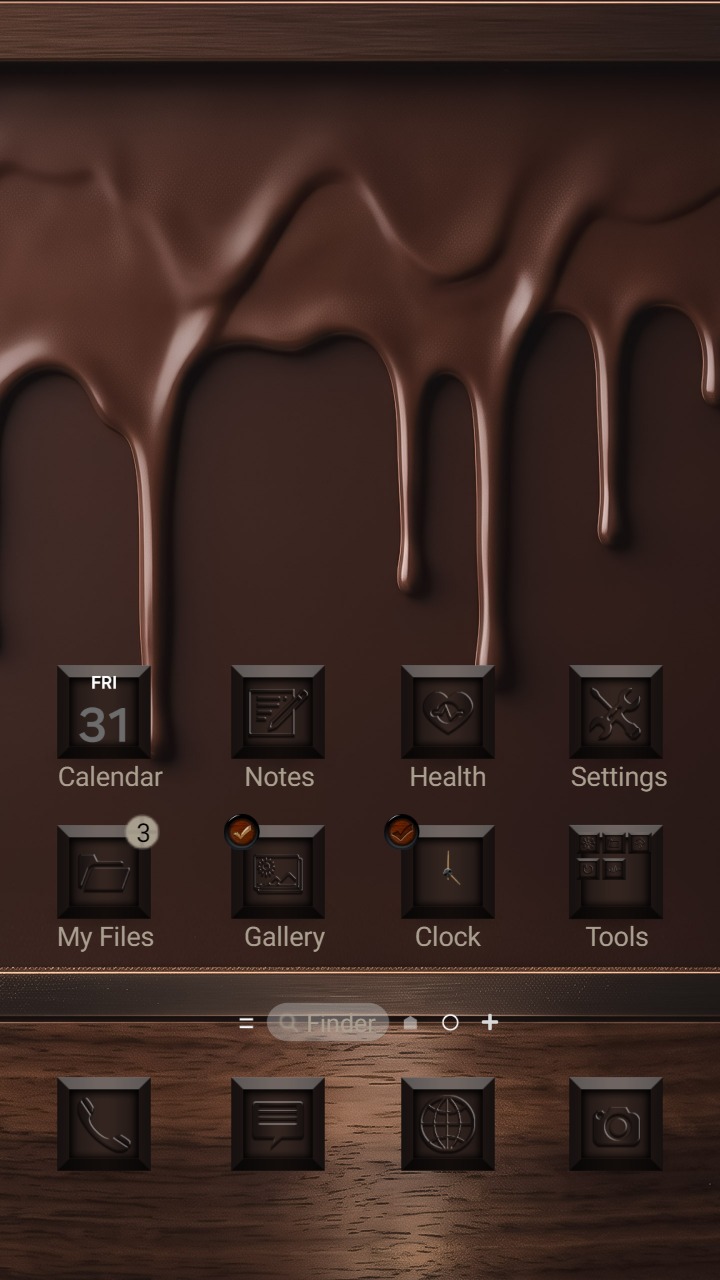 FRI
31
Calendar
Notes
Health
Settings
3
My Files
Gallery
Clock
Tools
Finder